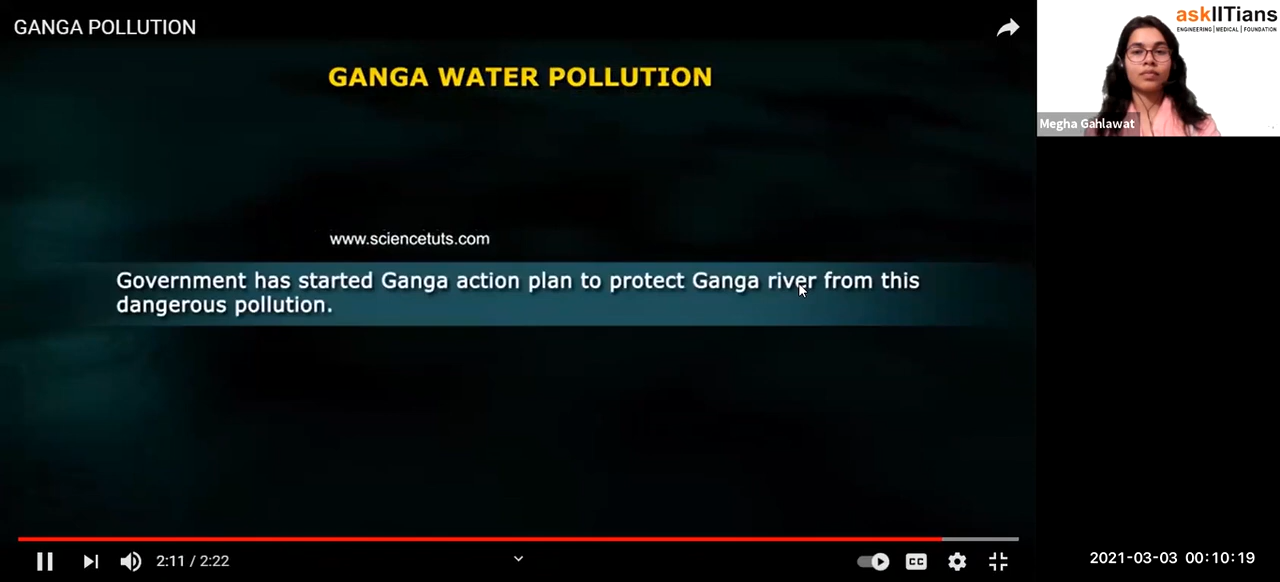 GANGA POLLUTION
askIITians
ENGINEERING | MEDICAL | FOUNDATION
GANGA WATER POLLUTION
Megha Gahlawat
www.sciencetuts.com
Government has started Ganga action plan to protect Ganga river from this
dangerous pollution.
2:11 / 2:22
CC
2021-03-03 00:10:19